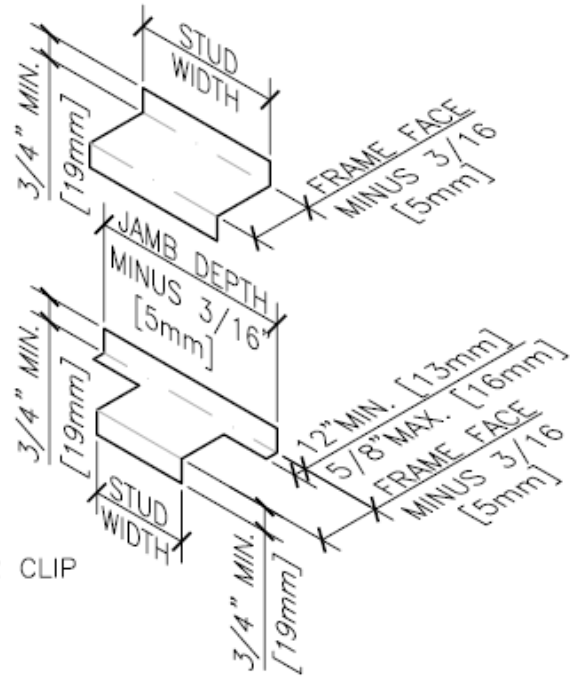 STUD
WIDTH
3/4" MIN.
[19mm]
FRAME FACE
MINUS 3/16
[5mm]
JAMB DEPTH
MINUS 3/16"
[5mm]
3/4" MIN.
[19mm]
12"MIN. [13mm]
5/8"MAX. [16mm]
FRAME FACE
MINUS 3/16
[5mm]
STUD
WIDTH
CLIP
3/4" MIN.
[19mm]